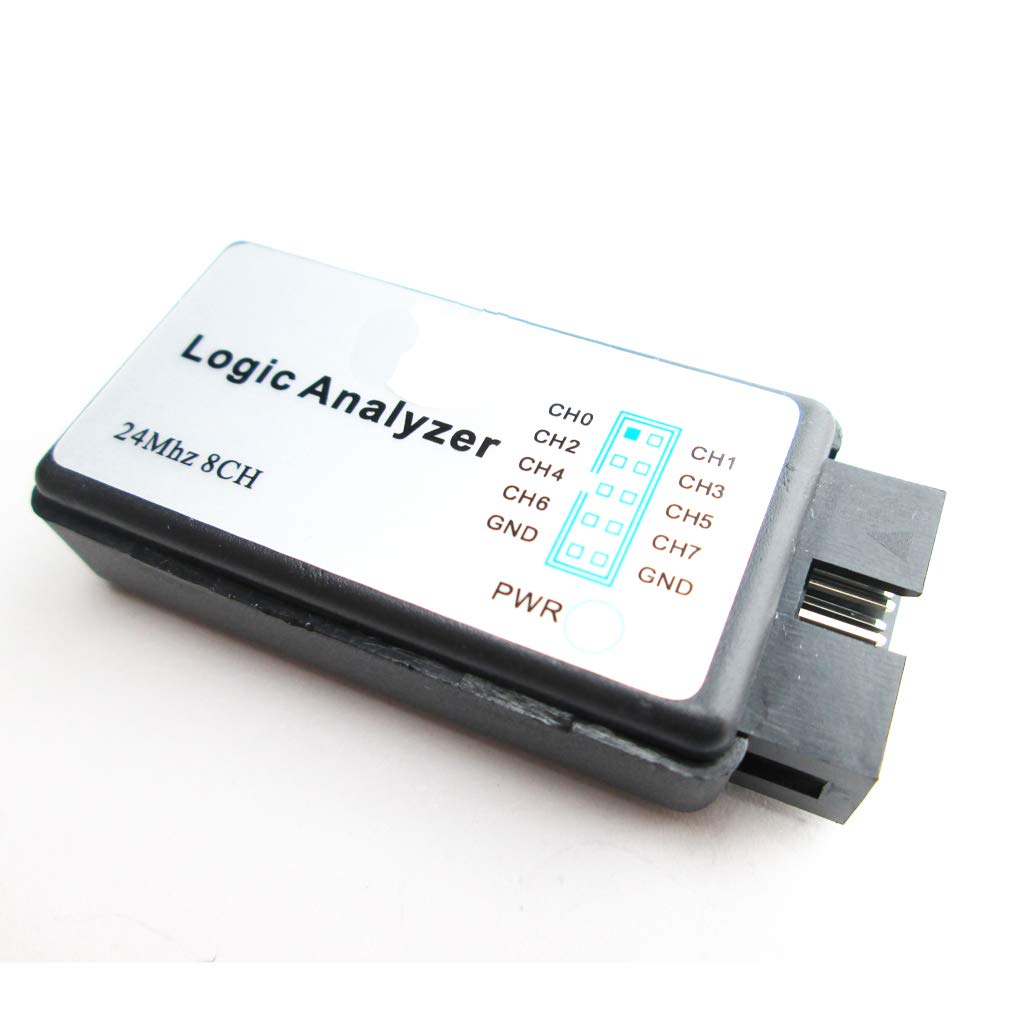 Logic Analyzer
24Mhz 8CH
CH0
CH1
CH2
CH3
CH4
CH5
CH6
CH7
GND
GND
PWR